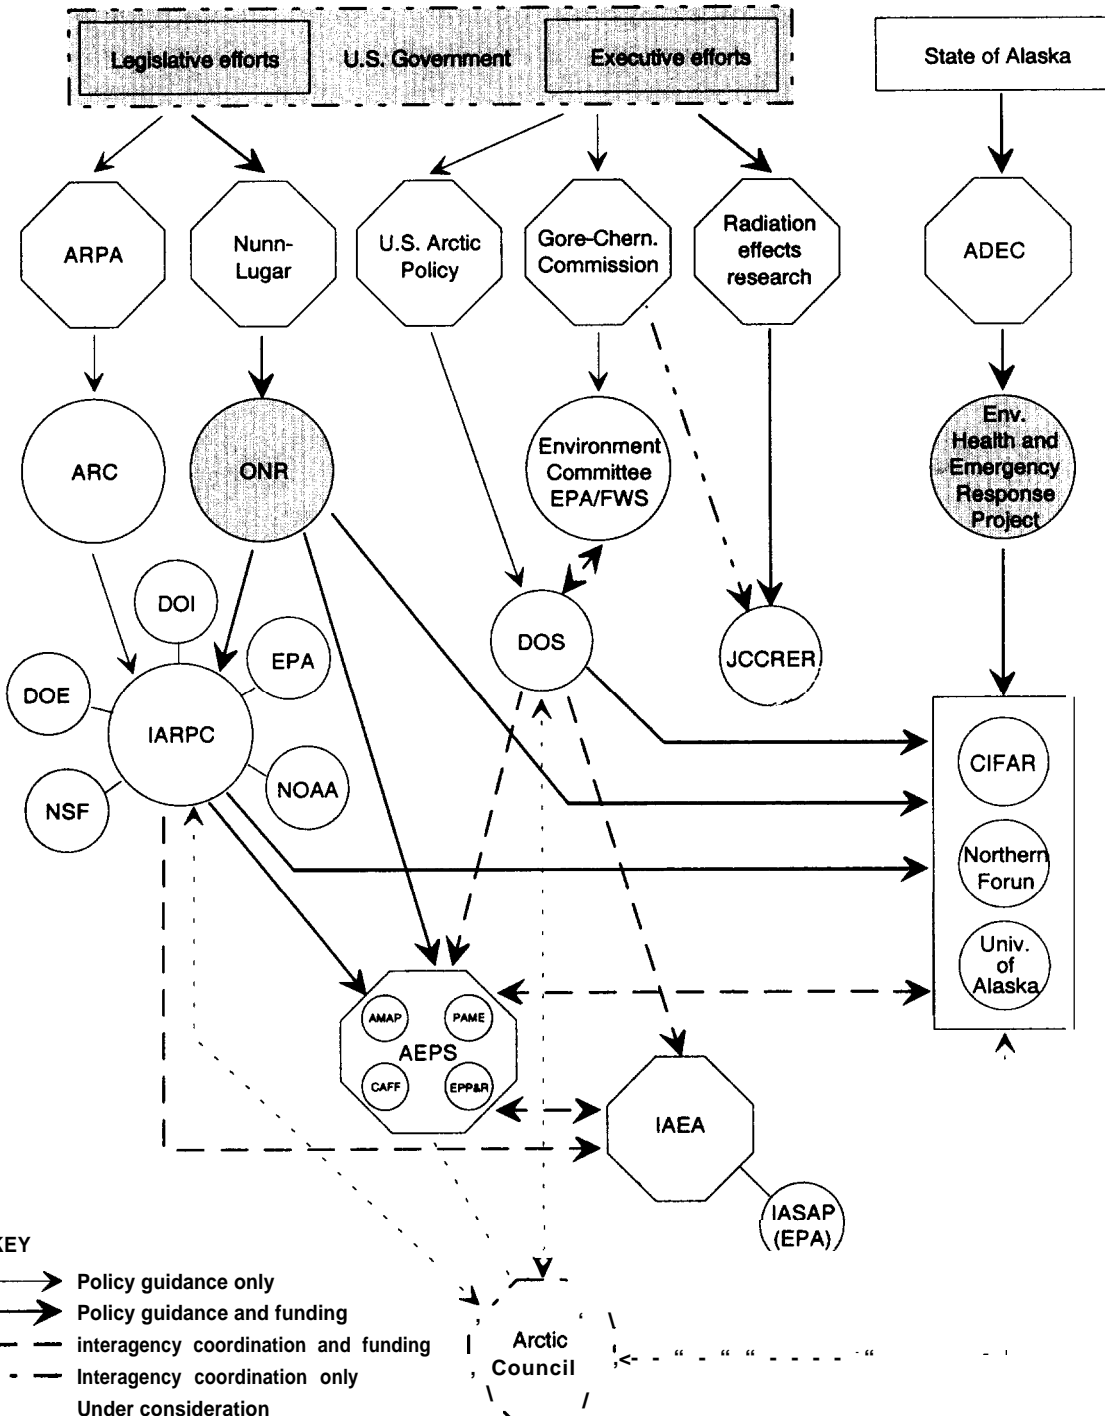 Legislative efforts
U.S. Government
Executive efforts
State of Alaska
ARPA
Nunn-
Lugar
U.S. Arctic
Policy
Gore-Chern.
Commission
Radiation
effects
research
ADEC
ARC
ONR
Environment
Committee
EPA/FWS
Env.
Health and
Emergency
Response
Project
DOI
EPA
DOE
IARPC
NOAA
NSF
DOS
JCCRER
CIFAR
Northern
Forun
Univ.
of
Alaska
AMAP
PAME
AEPS
CAFF
EPP&R
IAEA
IASAP
(EPA)
KEY
Policy guidance only
Policy guidance and funding
interagency coordination and funding
Interagency coordination only
Under consideration
Arctic
Council